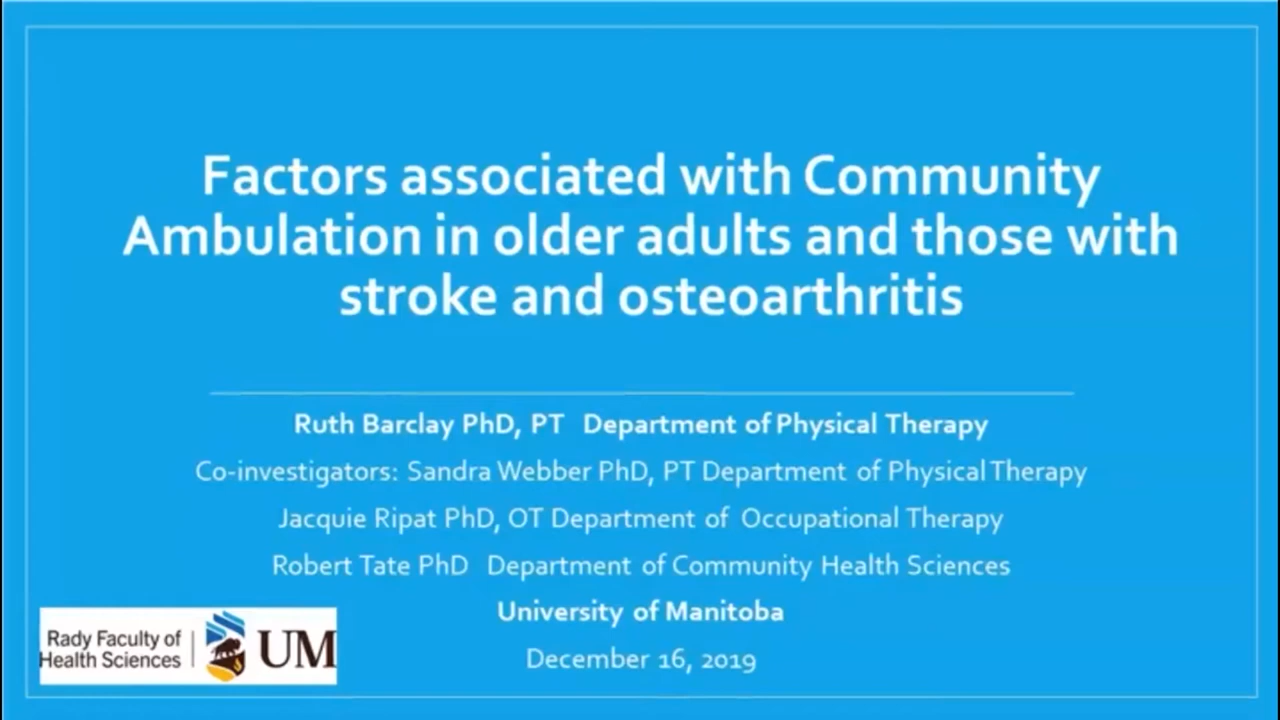 Factors associated with Community
Ambulation in older adults and those with
stroke and osteoarthritis
Ruth Barclay PhD, PT Department of Physical Therapy
Co-investigators: Sandra Webber PhD, PT Department of Physical Therapy
Jacquie Ripat PhD, OT Department of Occupational Therapy
Robert Tate PhD Department of Community Health Sciences
University of Manitoba
December 16, 2019
Rady Faculty of
Health Sciences
UM